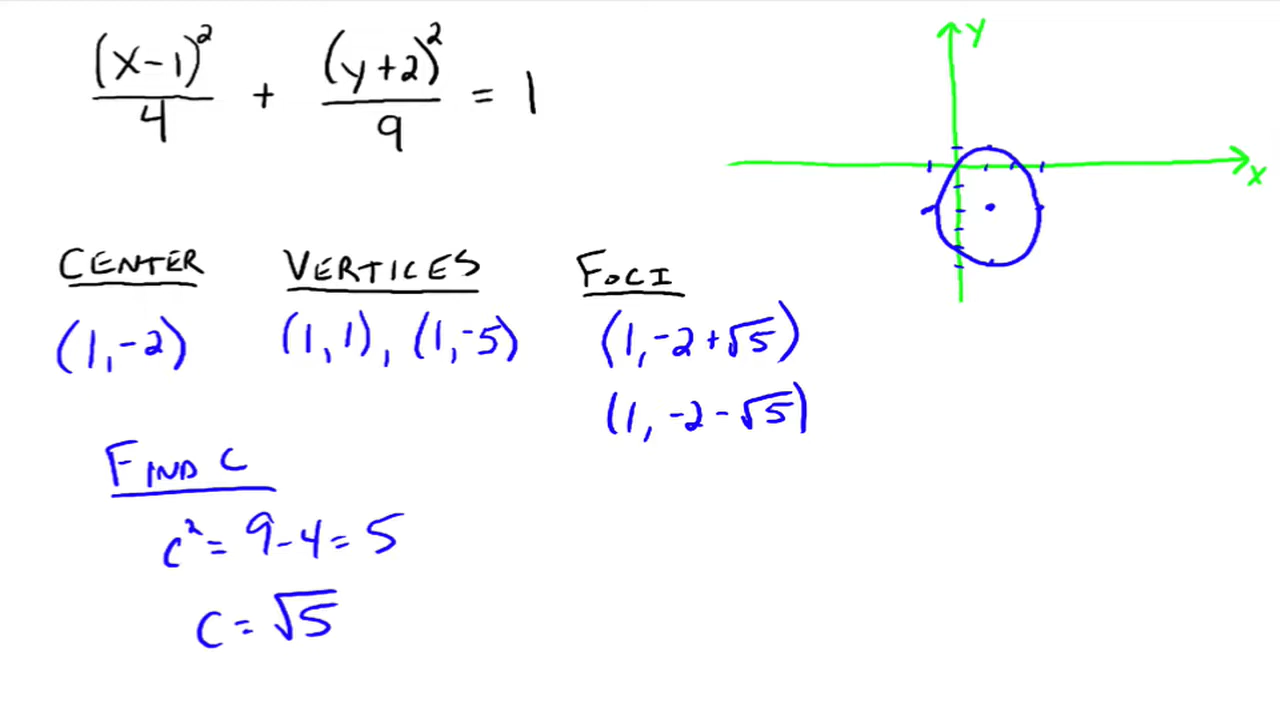 (x-1)²/4 + (y+2)²/9 = 1
Y
X
CENTER VERTICES FOCI
(1,-2) (1,1), (1,-5) (1,-2+√5)
(1,-2-√5)
FIND C
c²=9-4=5
c=√5